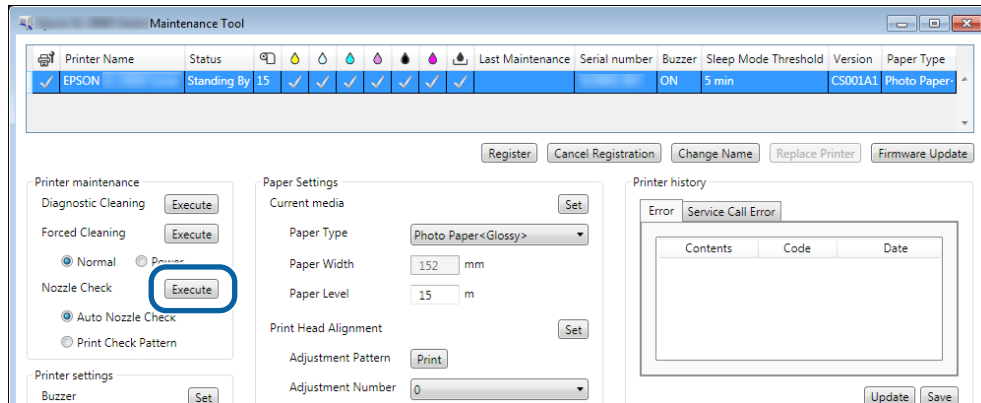 Maintenance Tool
Printer Name Status Last Maintenance Serial number Buzzer Sleep Mode Threshold Version Paper Type
EPSON Standing By 15 ON 5 min CS001A1 Photo Paper<
Register Cancel Registration Change Name Replace Printer Firmware Update
Printer maintenance Paper Settings Printer history
Diagnostic Cleaning Execute Current media Set Error Service Call Error
Forced Cleaning Execute Paper Type Photo Paper<Glossy> Contents Code Date
Normal Power Paper Width 152 mm
Nozzle Check Execute Paper Level 15 m
Auto Nozzle Check
Print Head Alignment Set
Print Check Pattern Adjustment Pattern Print
Printer settings
Adjustment Number 0
Buzzer Set Update Save